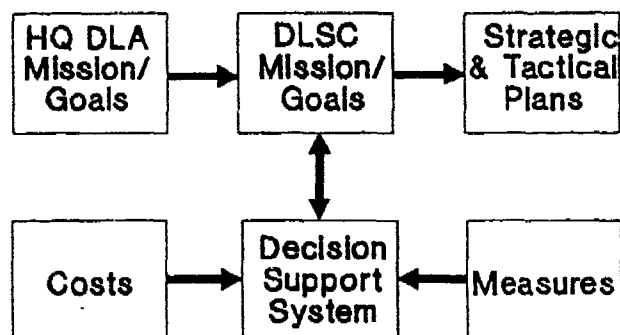 HQ DLA
Mission/
Goals
DLSC
Mission/
Goals
Strategic
& Tactical
Plans
Costs
Decision
Support
System
Measures